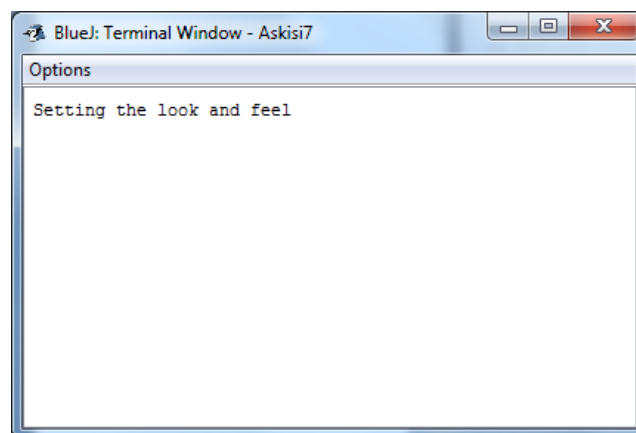 BlueJ: Terminal Window - Askisi7
Options
Setting the look and feel